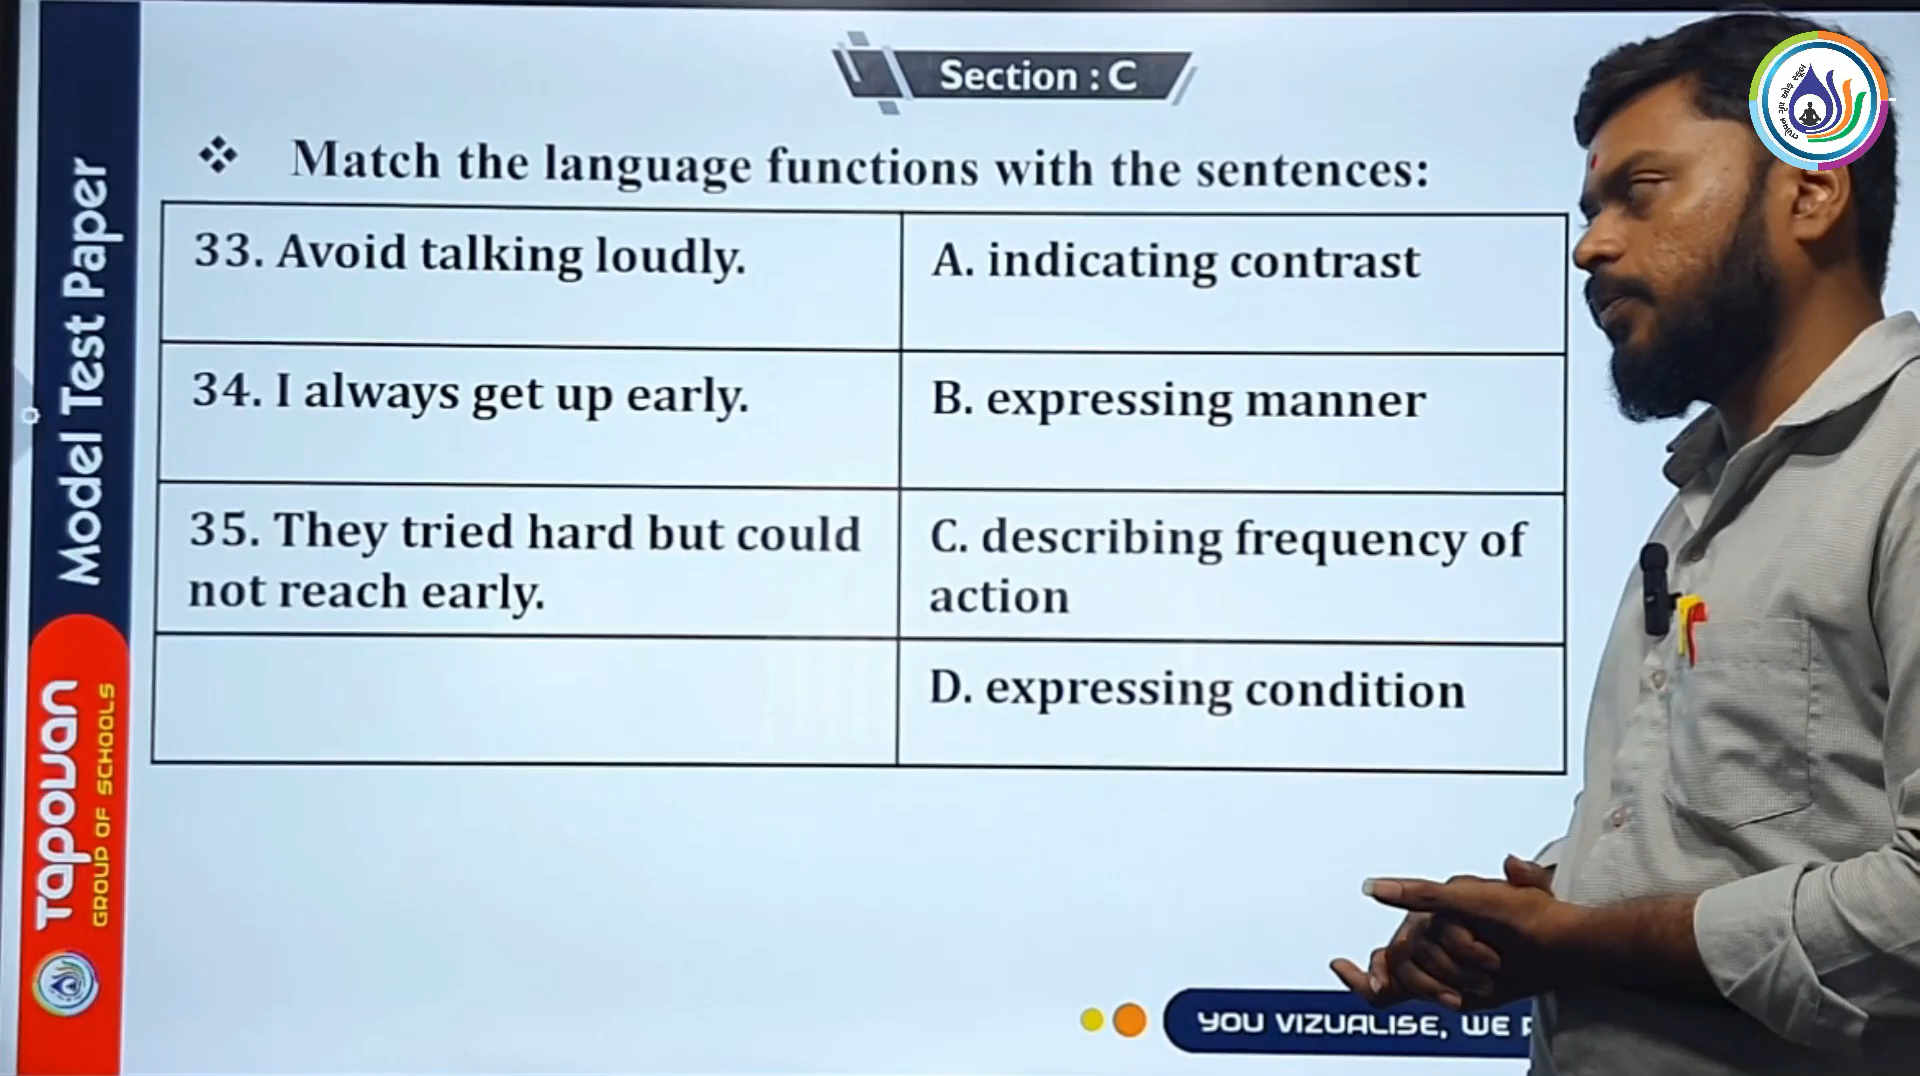 Section : C
❖ Match the language functions with the sentences:
33. Avoid talking loudly.
A. indicating contrast
34. I always get up early.
B. expressing manner
35. They tried hard but could
not reach early.
C. describing frequency of
action
D. expressing condition
Model Test Paper
TAPOVAN
GROUP OF SCHOOLS
YOU VIZUALISE, WE